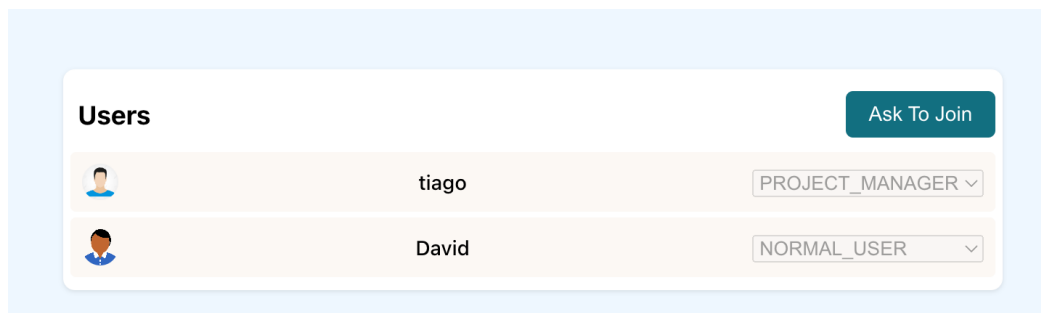 Users
Ask To Join
tiago
PROJECT_MANAGER
David
NORMAL_USER